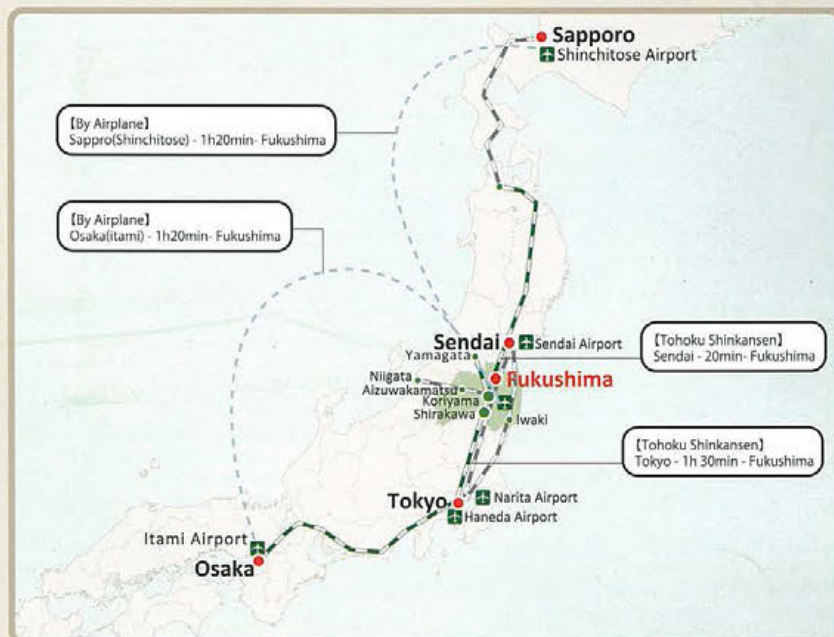 Sapporo
Shinchitose Airport
【By Airplane】
Sappro(Shinchitose) - 1h20min- Fukushima
【By Airplane】
Osaka(itami) - 1h20min- Fukushima
Sendai
Sendai Airport
【Tohoku Shinkansen】
Sendai - 20min- Fukushima
Yamagata
Fukushima
Niigata
Aizuwakamatsu
Koriyama
Shirakawa
Iwaki
【Tohoku Shinkansen】
Tokyo - 1h 30min - Fukushima
Tokyo
Narita Airport
Haneda Airport
Itami Airport
Osaka